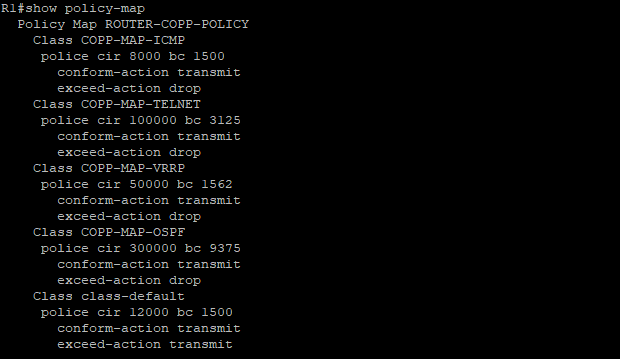 R1#show policy-map
  Policy Map ROUTER-COPP-POLICY
    Class COPP-MAP-ICMP
     police cir 8000 bc 1500
       conform-action transmit
       exceed-action drop
    Class COPP-MAP-TELNET
     police cir 100000 bc 3125
       conform-action transmit
       exceed-action drop
    Class COPP-MAP-VRRP
     police cir 50000 bc 1562
       conform-action transmit
       exceed-action drop
    Class COPP-MAP-OSPF
     police cir 300000 bc 9375
       conform-action transmit
       exceed-action drop
    Class class-default
     police cir 12000 bc 1500
       conform-action transmit
       exceed-action transmit